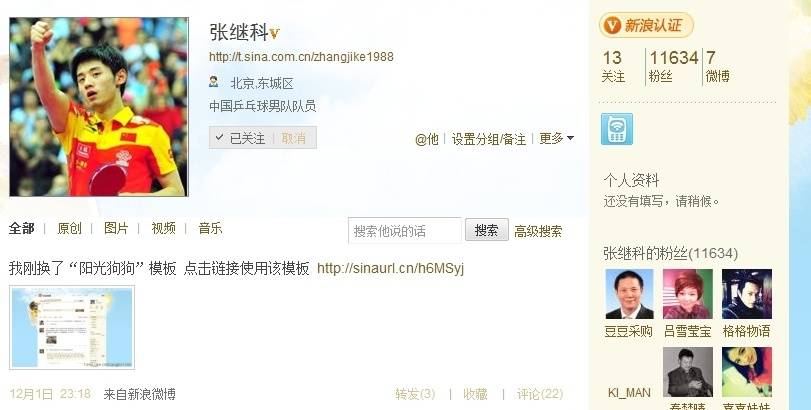 张继科v
http://t.sina.com.cn/zhangjike1988
北京,东城区
中国乒乓球男队队员
已关注 | 取消
@他 | 设置分组/备注 | 更多
全部 | 原创 | 图片 | 视频 | 音乐
搜索他说的话 搜索 高级搜索
我刚换了“阳光狗狗”模板 点击链接使用该模板 http://sinaurl.cn/h6MSyj
12月1日 23:18 来自新浪微博
转发(3) | 收藏 | 评论(22)
新浪认证
13 11634 7
关注 粉丝 微博
个人资料
还没有填写，请稍候。
张继科的粉丝(11634)
豆豆采购 吕雪莹宝 格格物语
KI_MAN